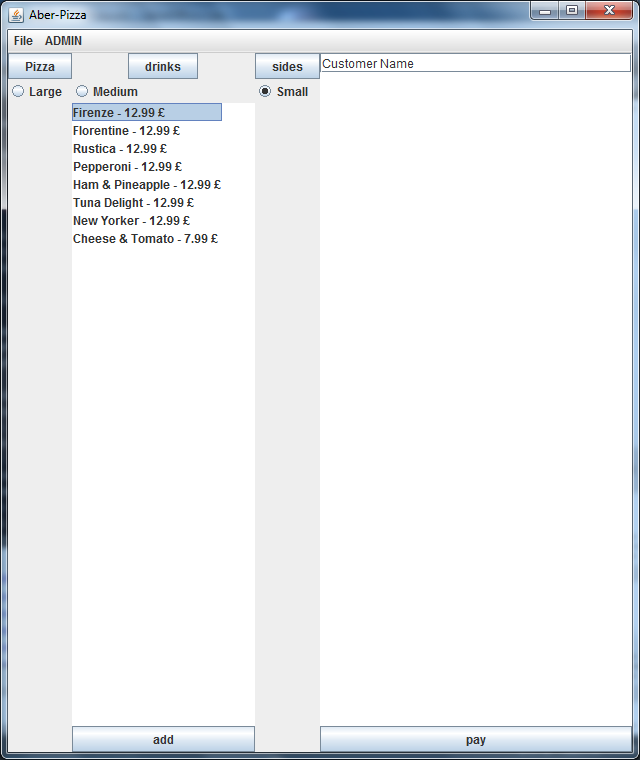 Aber-Pizza
File ADMIN
Pizza drinks sides Customer Name
Large Medium Small
Firenze - 12.99 £
Florentine - 12.99 £
Rustica - 12.99 £
Pepperoni - 12.99 £
Ham & Pineapple - 12.99 £
Tuna Delight - 12.99 £
New Yorker - 12.99 £
Cheese & Tomato - 7.99 £
add pay